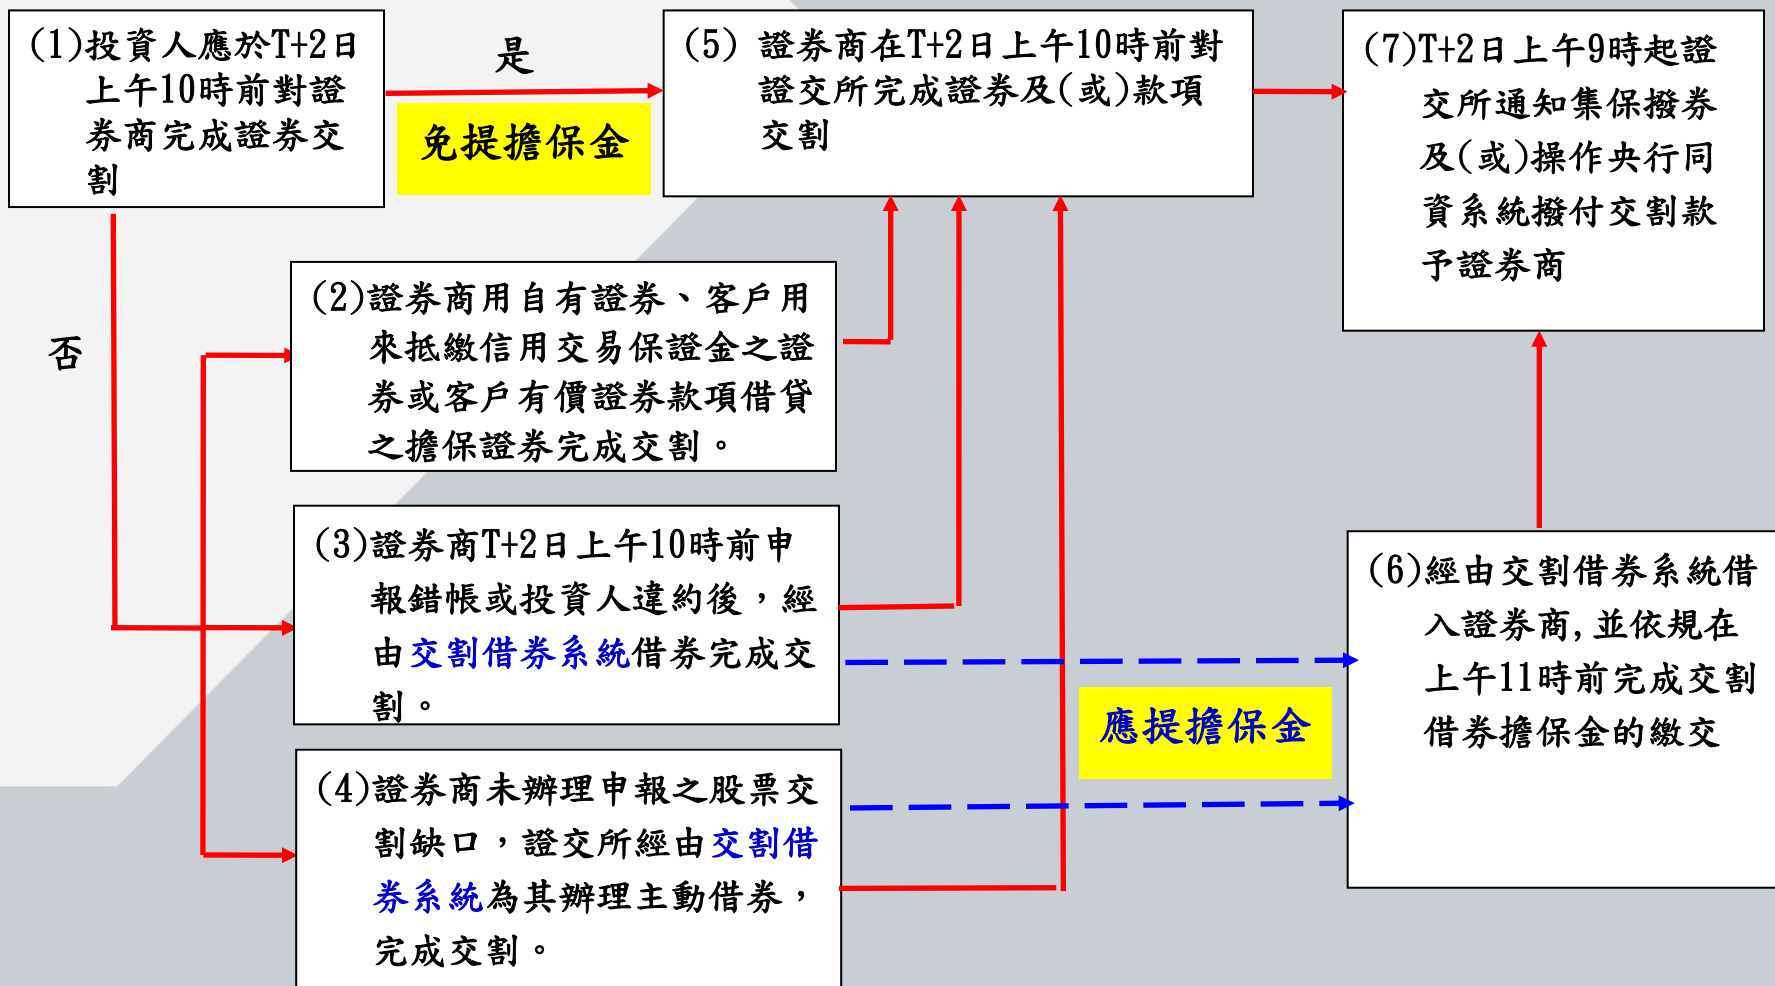 (1)投資人應於T+2日
上午10時前對證
券商完成證券交
割
是
免提擔保金
(5) 證券商在T+2日上午10時前對
證交所完成證券及(或)款項
交割
(7)T+2日上午9時起證
交所通知集保撥券
及(或)操作央行同
資系統撥付交割款
予證券商
否
(2)證券商用自有證券、客戶用
來抵繳信用交易保證金之證
券或客戶有價證券款項借貸
之擔保證券完成交割。
(3)證券商T+2日上午10時前申
報錯帳或投資人違約後，經
由交割借券系統借券完成交
割。
應提擔保金
(6)經由交割借券系統借
入證券商,並依規在
上午11時前完成交割
借券擔保金的繳交
(4)證券商未辦理申報之股票交
割缺口，證交所經由交割借
券系統為其辦理主動借券，
完成交割。